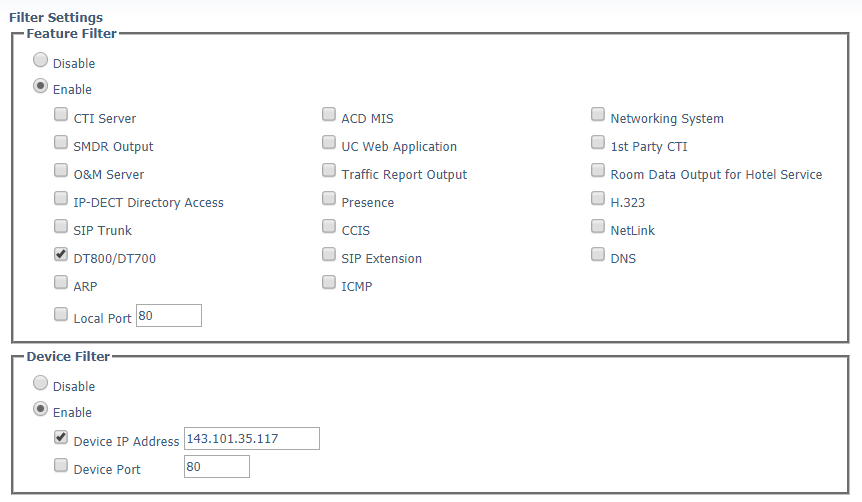 Filter Settings
Feature Filter
Disable
Enable
CTI Server ACD MIS Networking System
SMDR Output UC Web Application 1st Party CTI
O&M Server Traffic Report Output Room Data Output for Hotel Service
IP-DECT Directory Access Presence H.323
SIP Trunk CCIS NetLink
DT800/DT700 SIP Extension DNS
ARP ICMP
Local Port 80
Device Filter
Disable
Enable
Device IP Address 143.101.35.117
Device Port 80